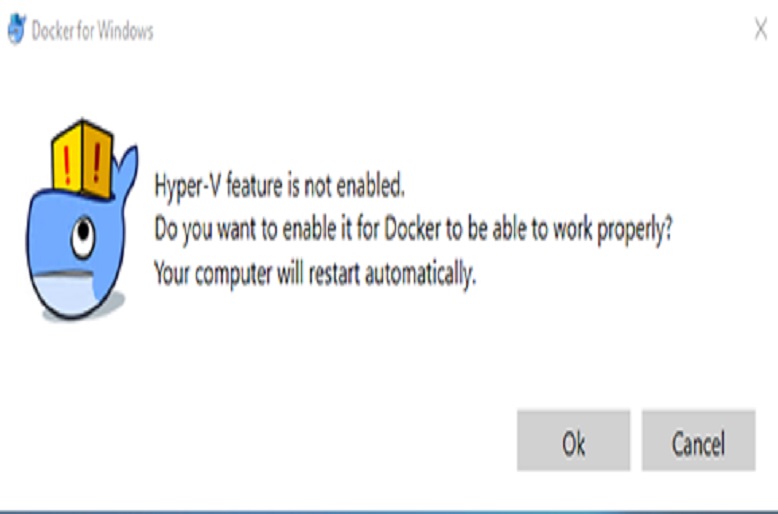 Docker for Windows
Hyper-V feature is not enabled.
Do you want to enable it for Docker to be able to work properly?
Your computer will restart automatically.
Ok
Cancel